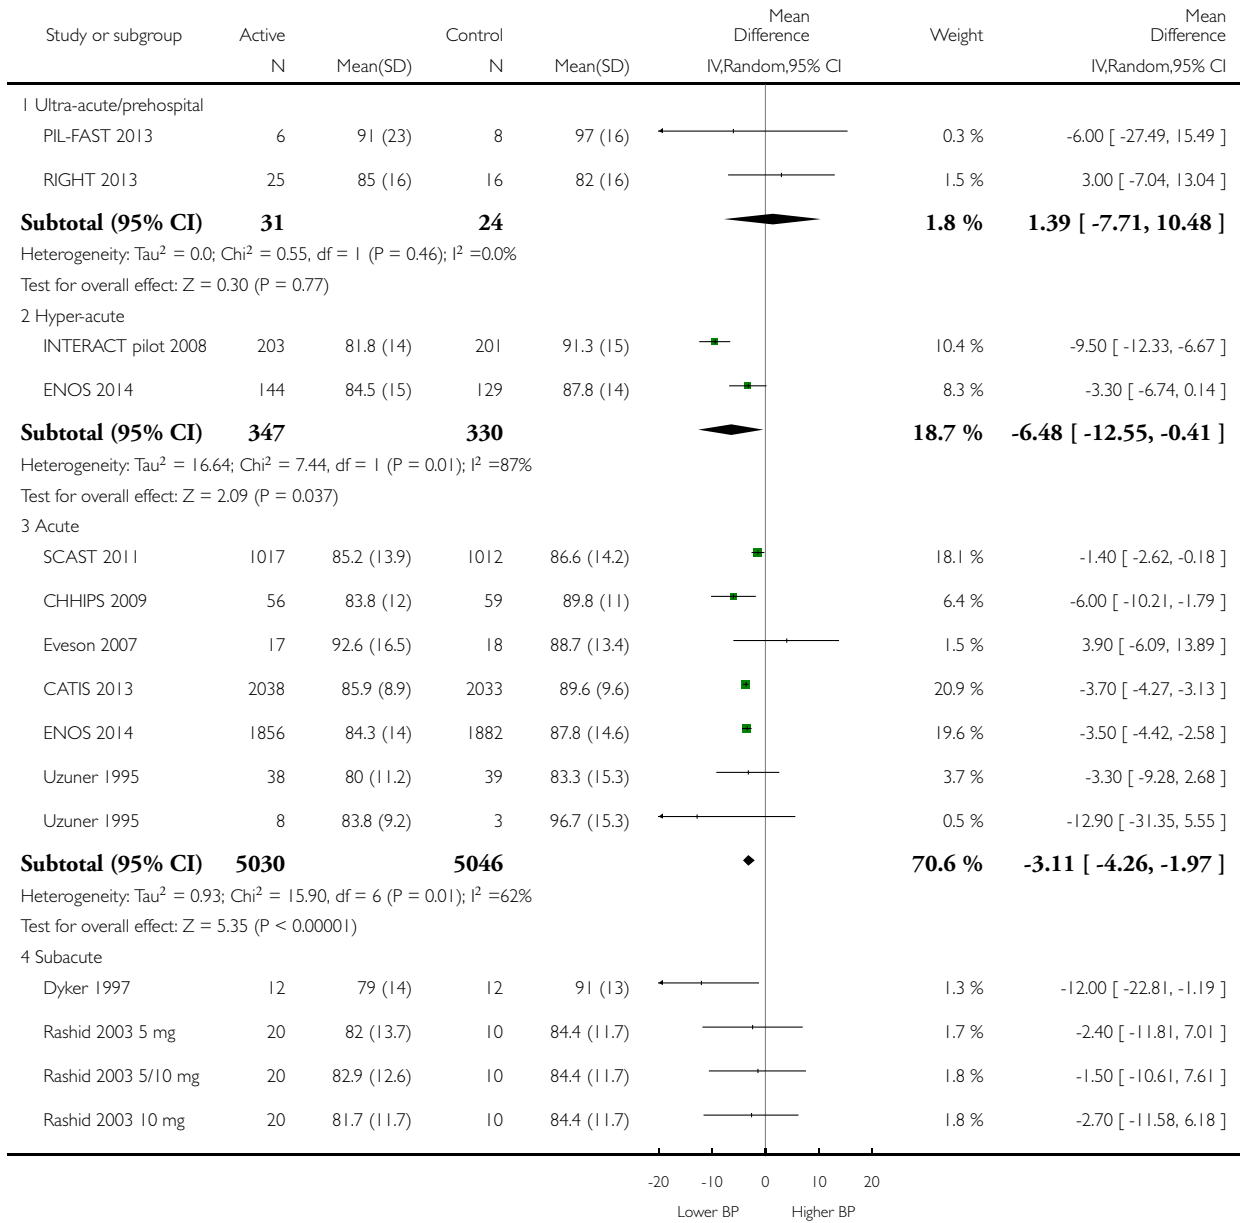 Study or subgroup Active Control Mean Difference Weight Mean Difference
N Mean(SD) N Mean(SD) IV,Random,95% CI IV,Random,95% CI
1 Ultra-acute/prehospital
PIL-FAST 2013 6 91 (23) 8 97 (16) 0.3 % -6.00 [ -27.49, 15.49 ]
RIGHT 2013 25 85 (16) 16 82 (16) 1.5 % 3.00 [ -7.04, 13.04 ]
Subtotal (95% CI) 31 24 1.8 % 1.39 [ -7.71, 10.48 ]
Heterogeneity: Tau² = 0.0; Chi² = 0.55, df = 1 (P = 0.46); I² =0.0%
Test for overall effect: Z = 0.30 (P = 0.77)
2 Hyper-acute
INTERACT pilot 2008 203 81.8 (14) 201 91.3 (15) 10.4 % -9.50 [ -12.33, -6.67 ]
ENOS 2014 144 84.5 (15) 129 87.8 (14) 8.3 % -3.30 [ -6.74, 0.14 ]
Subtotal (95% CI) 347 330 18.7 % -6.48 [ -12.55, -0.41 ]
Heterogeneity: Tau² = 16.64; Chi² = 7.44, df = 1 (P = 0.01); I² =87%
Test for overall effect: Z = 2.09 (P = 0.037)
3 Acute
SCAST 2011 1017 85.2 (13.9) 1012 86.6 (14.2) 18.1 % -1.40 [ -2.62, -0.18 ]
CHHIPS 2009 56 83.8 (12) 59 89.8 (11) 6.4 % -6.00 [ -10.21, -1.79 ]
Eveson 2007 17 92.6 (16.5) 18 88.7 (13.4) 1.5 % 3.90 [ -6.09, 13.89 ]
CATIS 2013 2038 85.9 (8.9) 2033 89.6 (9.6) 20.9 % -3.70 [ -4.27, -3.13 ]
ENOS 2014 1856 84.3 (14) 1882 87.8 (14.6) 19.6 % -3.50 [ -4.42, -2.58 ]
Uzuner 1995 38 80 (11.2) 39 83.3 (15.3) 3.7 % -3.30 [ -9.28, 2.68 ]
Uzuner 1995 8 83.8 (9.2) 3 96.7 (15.3) 0.5 % -12.90 [ -31.35, 5.55 ]
Subtotal (95% CI) 5030 5046 70.6 % -3.11 [ -4.26, -1.97 ]
Heterogeneity: Tau² = 0.93; Chi² = 15.90, df = 6 (P = 0.01); I² =62%
Test for overall effect: Z = 5.35 (P < 0.00001)
4 Subacute
Dyker 1997 12 79 (14) 12 91 (13) 1.3 % -12.00 [ -22.81, -1.19 ]
Rashid 2003 5 mg 20 82 (13.7) 10 84.4 (11.7) 1.7 % -2.40 [ -11.81, 7.01 ]
Rashid 2003 5/10 mg 20 82.9 (12.6) 10 84.4 (11.7) 1.8 % -1.50 [ -10.61, 7.61 ]
Rashid 2003 10 mg 20 81.7 (11.7) 10 84.4 (11.7) 1.8 % -2.70 [ -11.58, 6.18 ]
-20 -10 0 10 20
Lower BP Higher BP